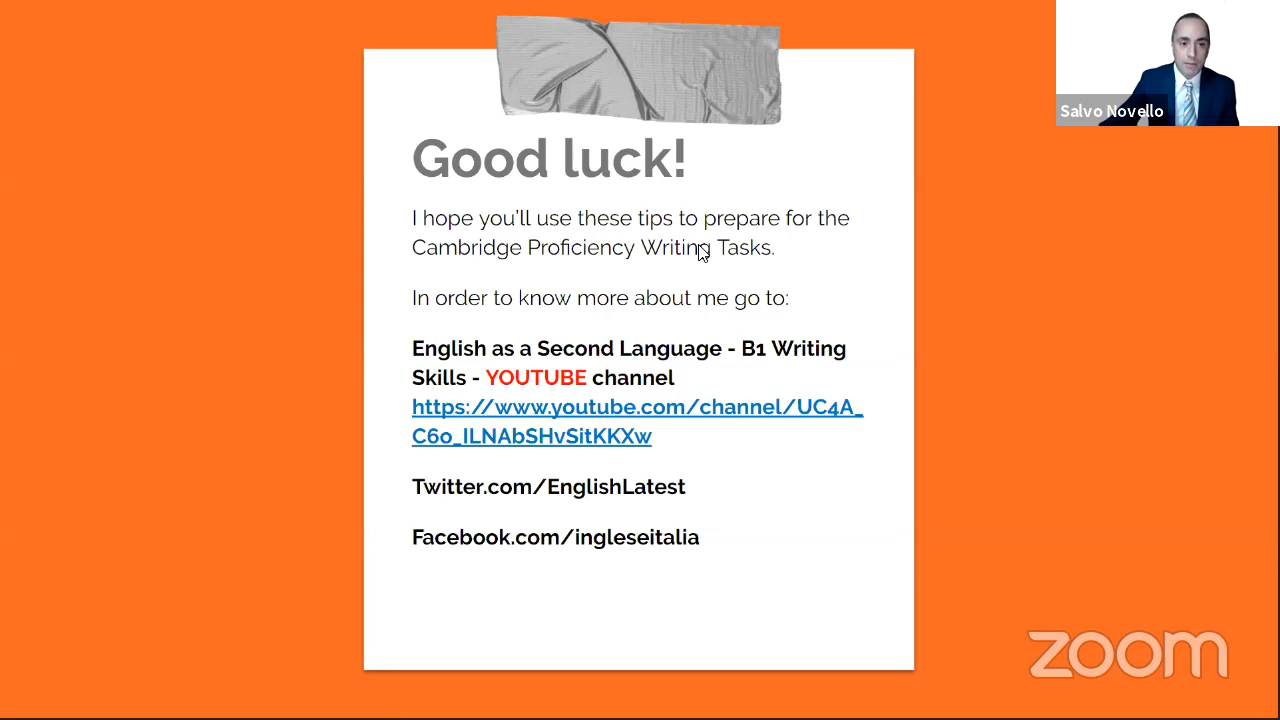 Salvo Novello
Good luck!
I hope you'll use these tips to prepare for the
Cambridge Proficiency Writing Tasks.
In order to know more about me go to:
English as a Second Language - B1 Writing
Skills - YOUTUBE channel
https://www.youtube.com/channel/UC4A_
C6o_ILNAbSHvSitKKXw
Twitter.com/EnglishLatest
Facebook.com/ingleseitalia
zoom